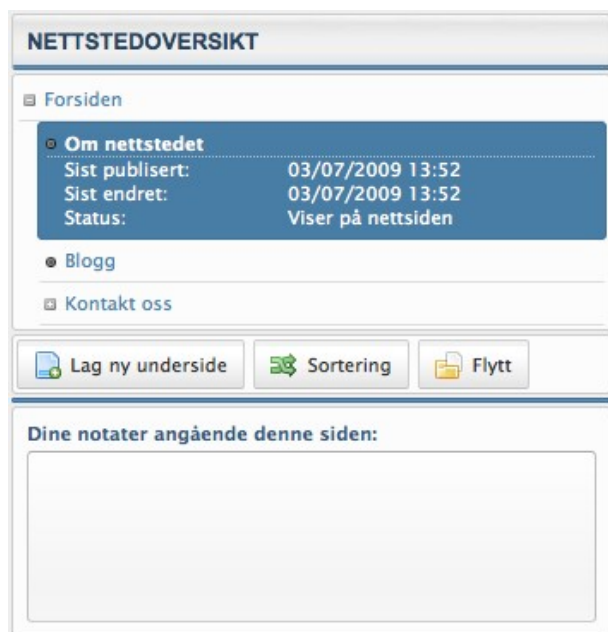 NETTSTEDOVERSIKT
Forsiden
Om nettstedet
Sist publisert: 03/07/2009 13:52
Sist endret: 03/07/2009 13:52
Status: Viser på nettsiden
Blogg
Kontakt oss
Lag ny underside Sortering Flytt
Dine notater angående denne siden: